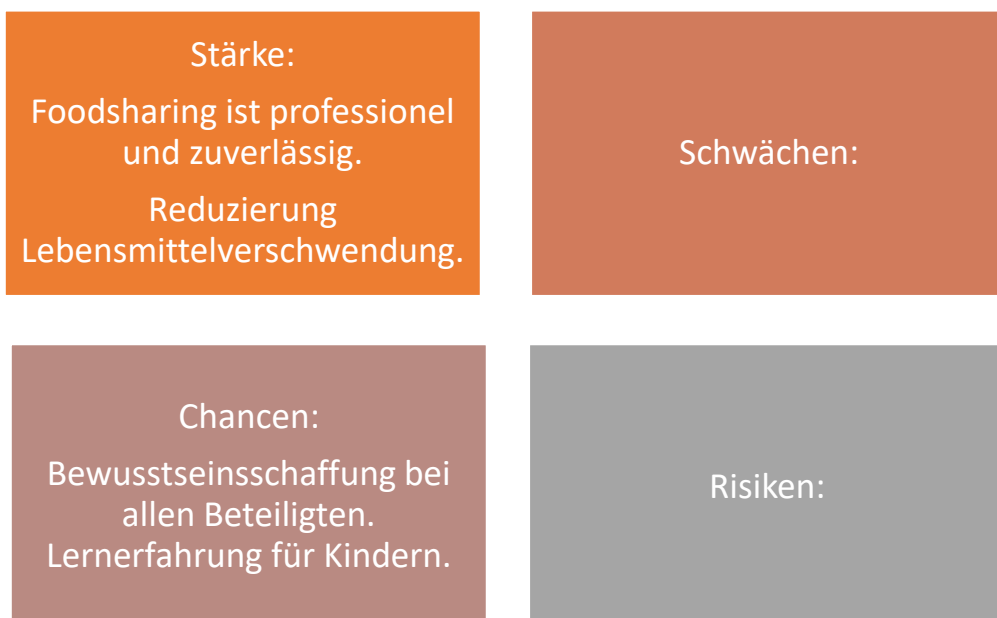 Stärke:
Foodsharing ist professionel
und zuverlässig.
Reduzierung
Lebensmittelverschwendung.
Schwächen:
Chancen:
Bewusstseinsschaffung bei
allen Beteiligten.
Lernerfahrung für Kindern.
Risiken: